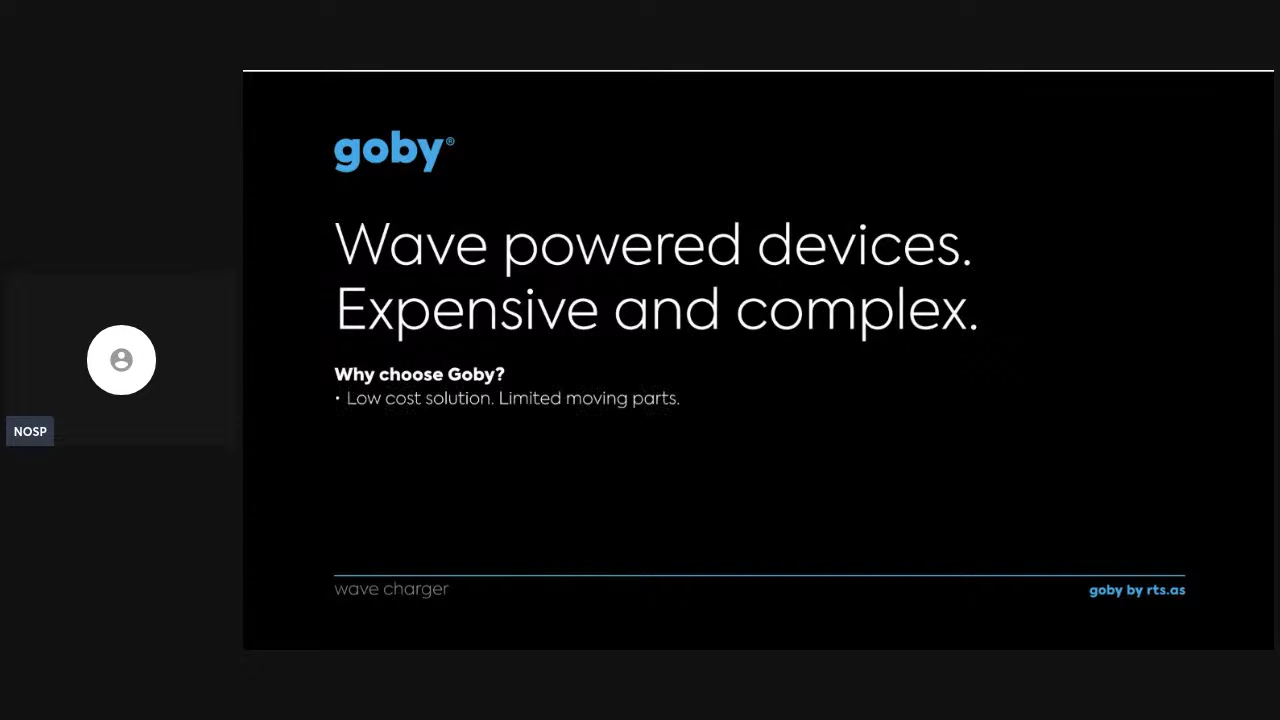 goby®
Wave powered devices.
Expensive and complex.
Why choose Goby?
• Low cost solution. Limited moving parts.
NOSP
wave charger
goby by rts.as